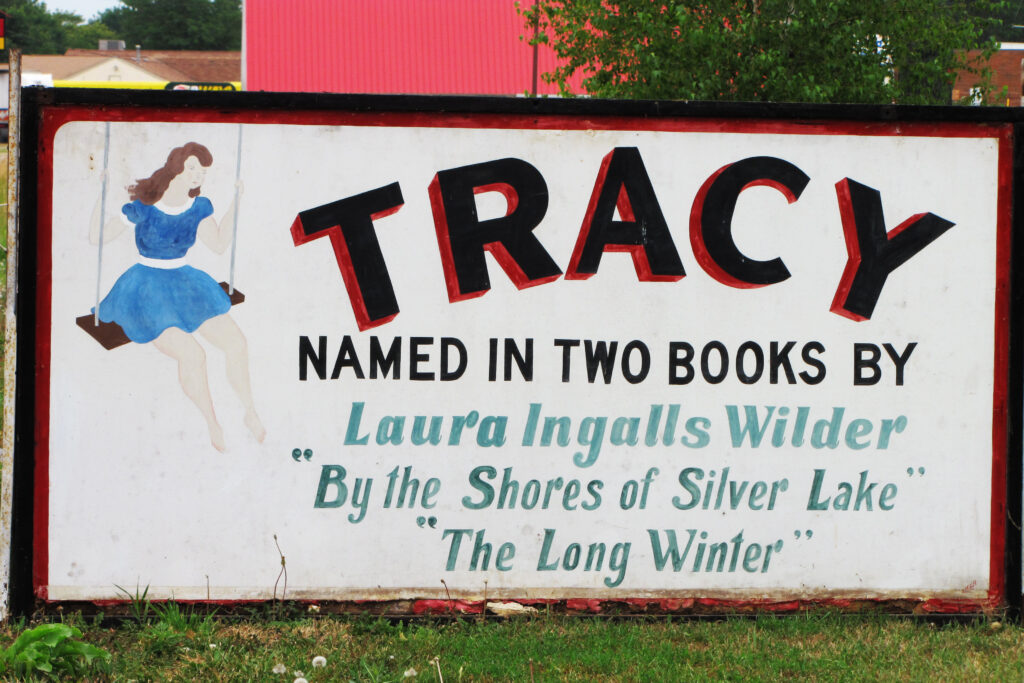 TRACY
NAMED IN TWO BOOKS BY
Laura Ingalls Wilder
"By the Shores of Silver Lake"
"The Long Winter"